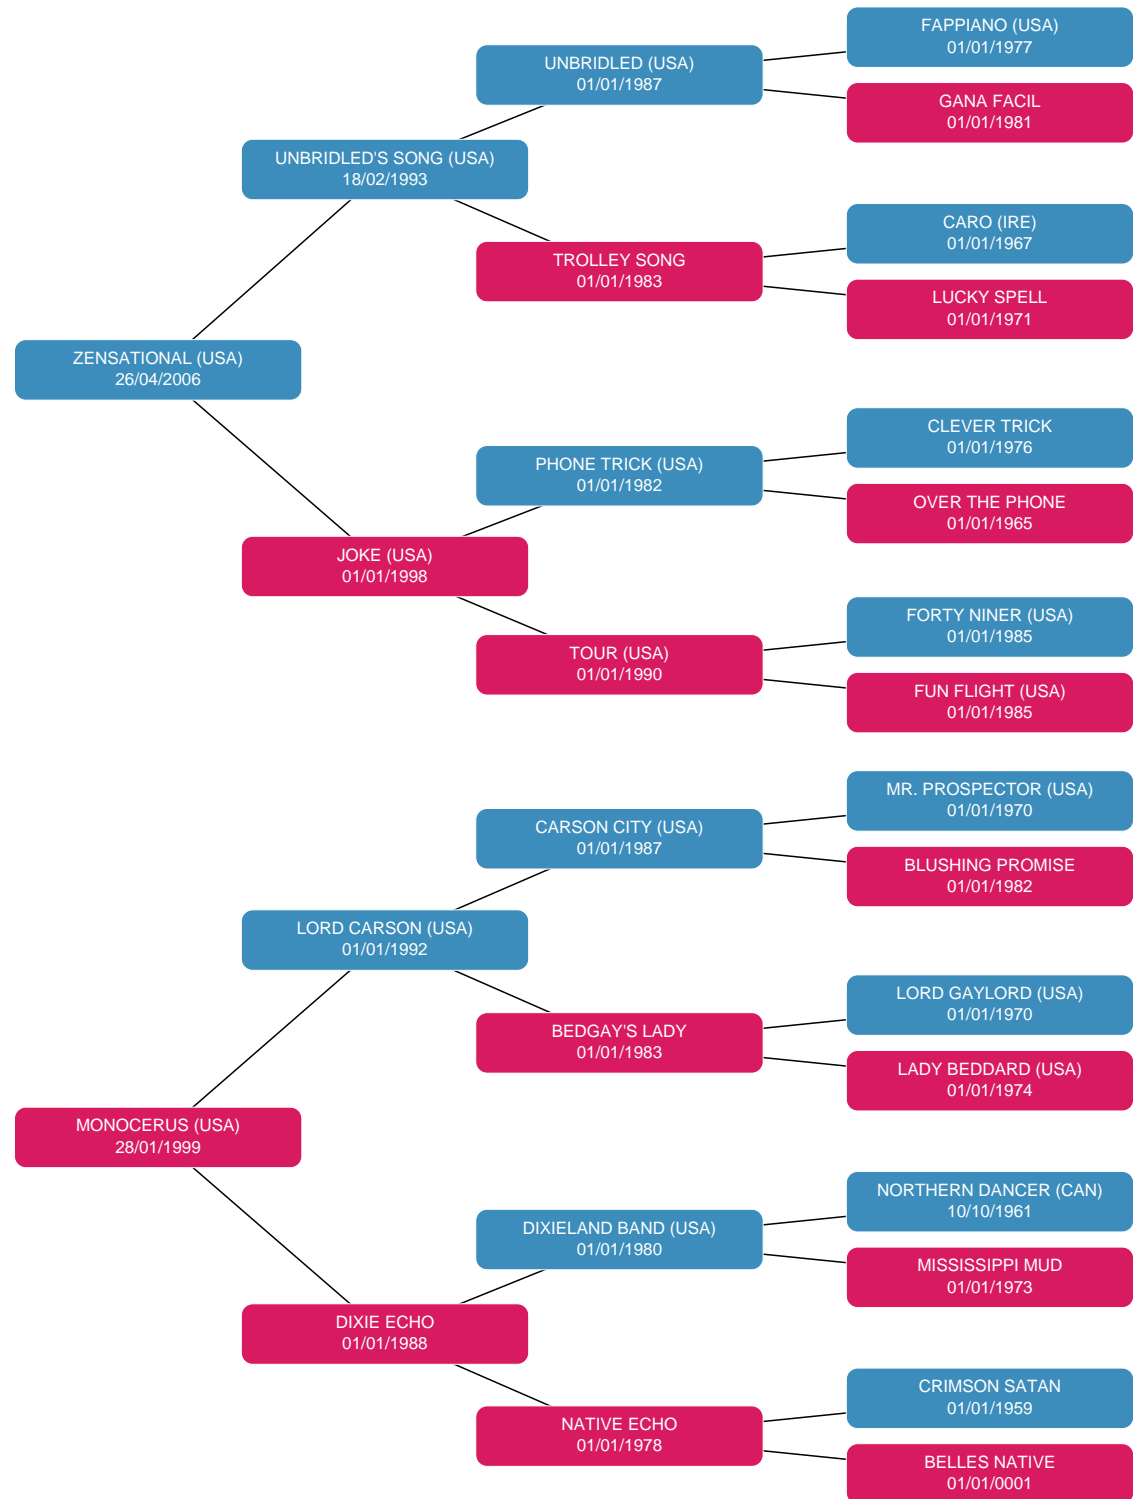 FAPPIANO (USA)
01/01/1977
UNBRIDLED (USA)
01/01/1987
GANA FACIL
01/01/1981
UNBRIDLED'S SONG (USA)
18/02/1993
CARO (IRE)
01/01/1967
TROLLEY SONG
01/01/1983
LUCKY SPELL
01/01/1971
ZENSATIONAL (USA)
26/04/2006
CLEVER TRICK
01/01/1976
PHONE TRICK (USA)
01/01/1982
OVER THE PHONE
01/01/1965
JOKE (USA)
01/01/1998
FORTY NINER (USA)
01/01/1985
TOUR (USA)
01/01/1990
FUN FLIGHT (USA)
01/01/1985
MR. PROSPECTOR (USA)
01/01/1970
CARSON CITY (USA)
01/01/1987
BLUSHING PROMISE
01/01/1982
LORD CARSON (USA)
01/01/1992
LORD GAYLORD (USA)
01/01/1970
BEDGAY'S LADY
01/01/1983
LADY BEDDARD (USA)
01/01/1974
MONOCERUS (USA)
28/01/1999
NORTHERN DANCER (CAN)
10/10/1961
DIXIELAND BAND (USA)
01/01/1980
MISSISSIPPI MUD
01/01/1973
DIXIE ECHO
01/01/1988
CRIMSON SATAN
01/01/1959
NATIVE ECHO
01/01/1978
BELLES NATIVE
01/01/0001